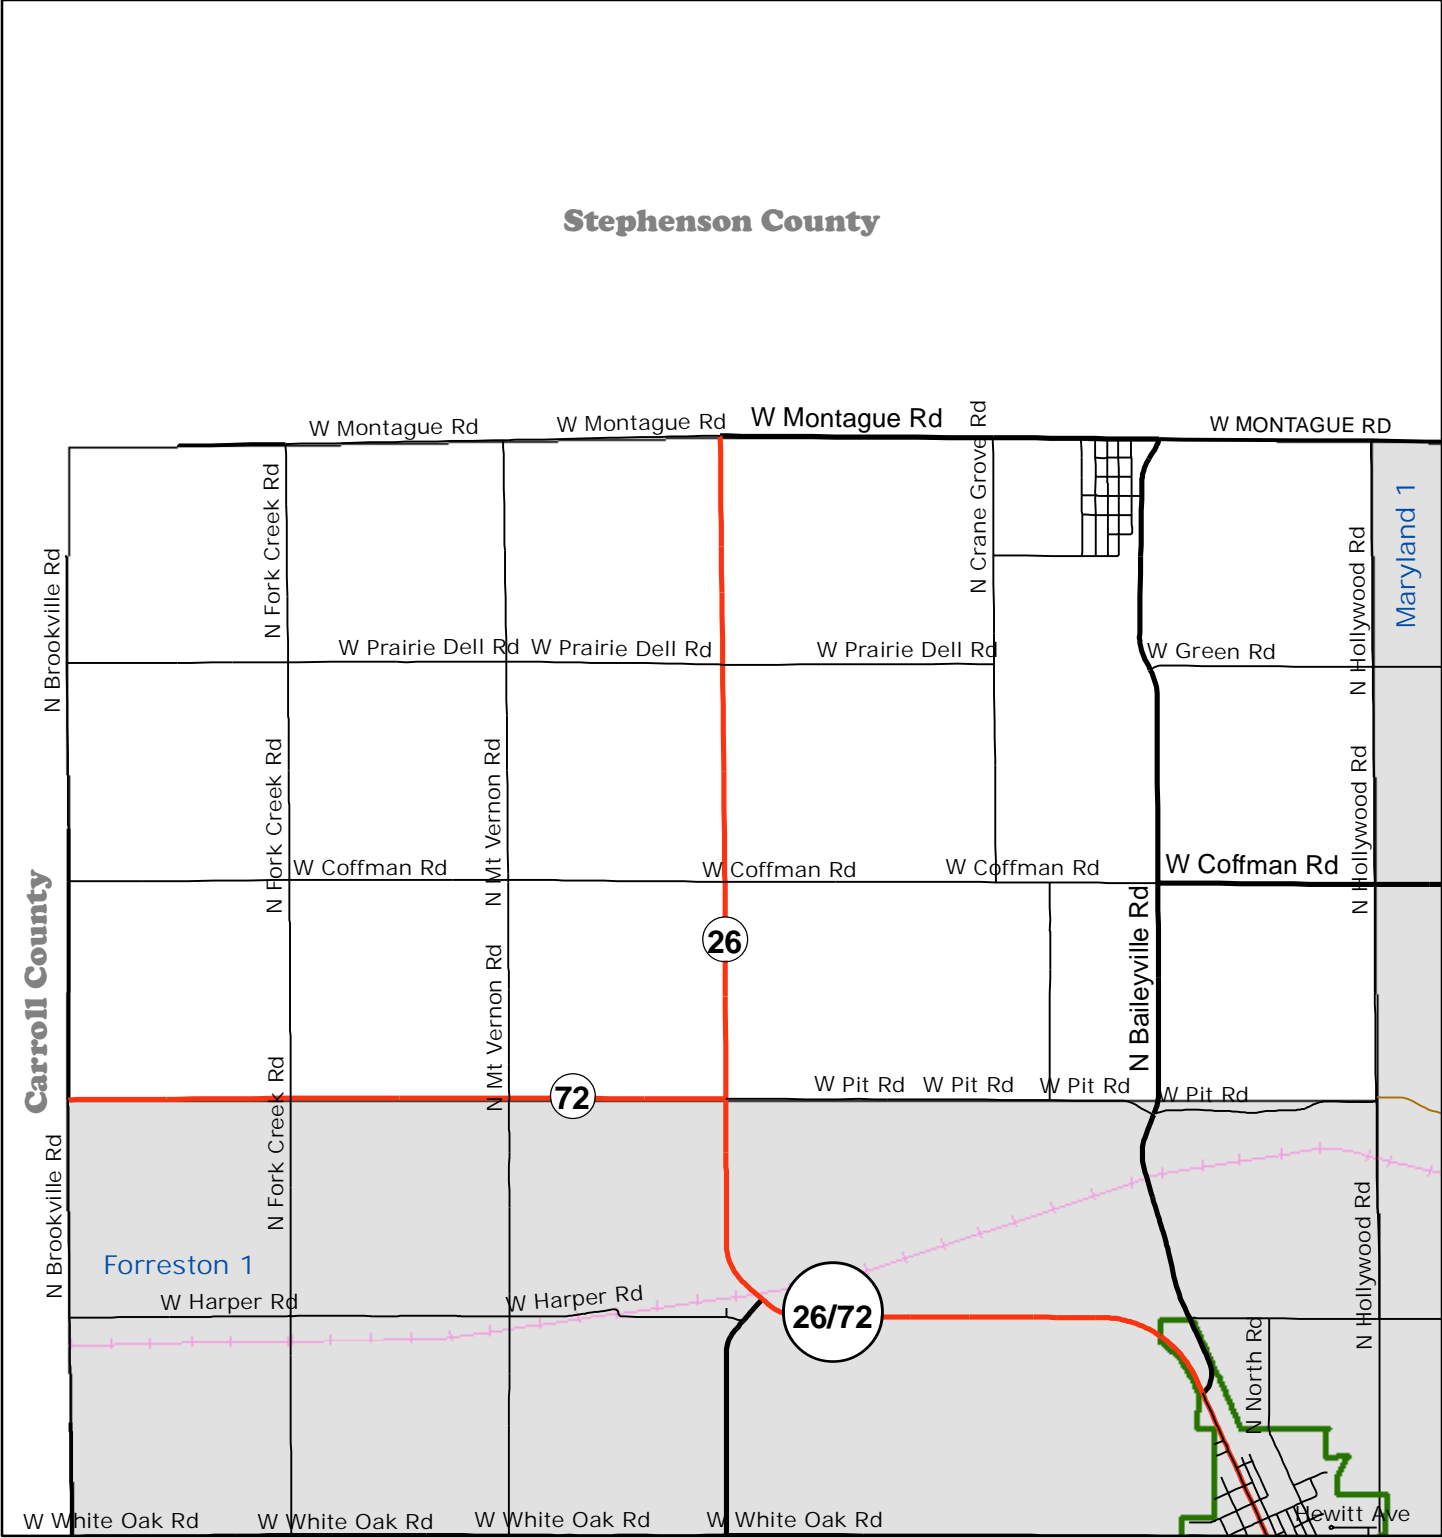 Stephenson County
W Montague Rd
W Montague Rd
W Montague Rd
W MONTAGUE RD
N Crane Grove Rd
N Fork Creek Rd
Maryland 1
N Brookville Rd
N Hollywood Rd
W Prairie Dell Rd
W Prairie Dell Rd
W Prairie Dell Rd
W Green Rd
N Fork Creek Rd
N Mt Vernon Rd
N Hollywood Rd
W Coffman Rd
W Coffman Rd
W Coffman Rd
W Coffman Rd
Carroll County
26
N Baileyville Rd
N Mt Vernon Rd
N Fork Creek Rd
72
W Pit Rd
W Pit Rd
W Pit Rd
W Pit Rd
N Brookville Rd
N Hollywood Rd
Forreston 1
W Harper Rd
W Harper Rd
26/72
N North Rd
W White Oak Rd
W White Oak Rd
W White Oak Rd
W White Oak Rd
Hewitt Ave